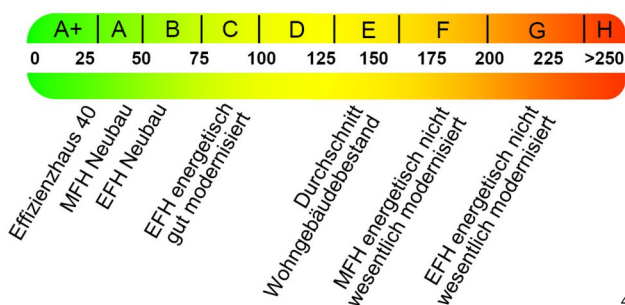 A+ A B C D E F G H
0 25 50 75 100 125 150 175 200 225 >250
Effizienzhaus 40
MFH Neubau
EFH Neubau
EFH energetisch
gut modernisiert
Durchschnitt
Wohngebäudebestand
MFH energetisch nicht
wesentlich modernisiert
EFH energetisch nicht
wesentlich modernisiert